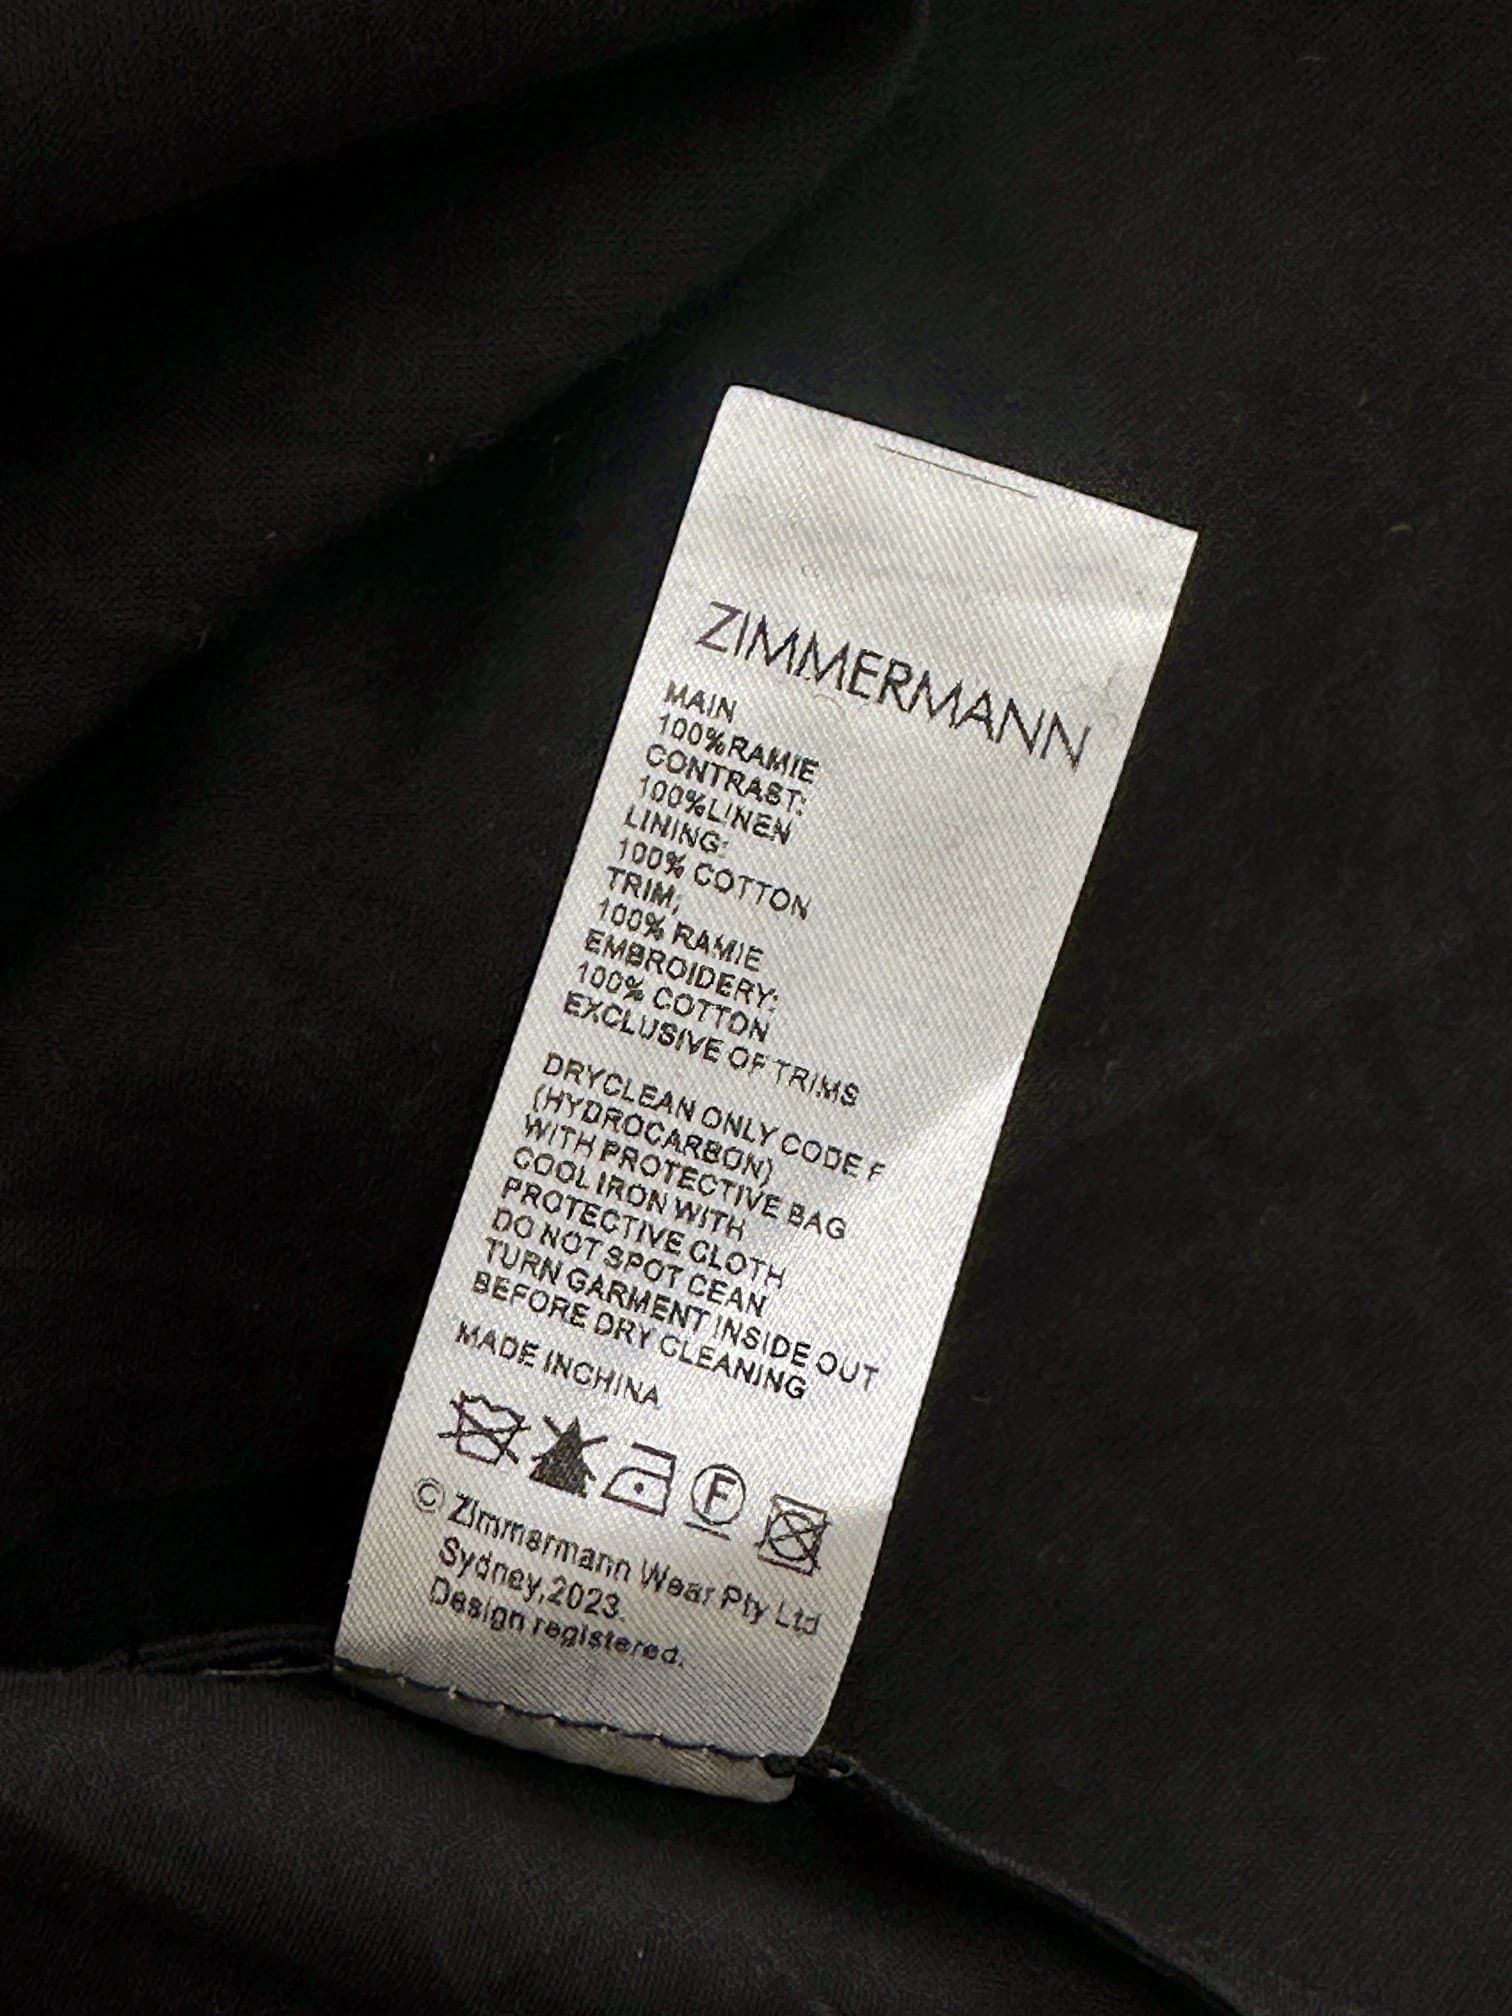 ZIMMERMANN
MAIN
100%RAMIE
CONTRAST:
100%LINEN
LINING:
100% COTTON
TRIM:
100% RAMIE
EMBROIDERY:
100% COTTON
EXCLUSIVE OF TRIMS
DRYCLEAN ONLY CODE F
(HYDROCARBON)
WITH PROTECTIVE BAG
COOL IRON WITH
PROTECTIVE CLOTH
DO NOT SPOT CEAN
TURN GARMENT INSIDE OUT
BEFORE DRY CLEANING
MADE INCHINA
F
© Zimmermann Wear Pty Ltd
Sydney,2023.
Design registered.